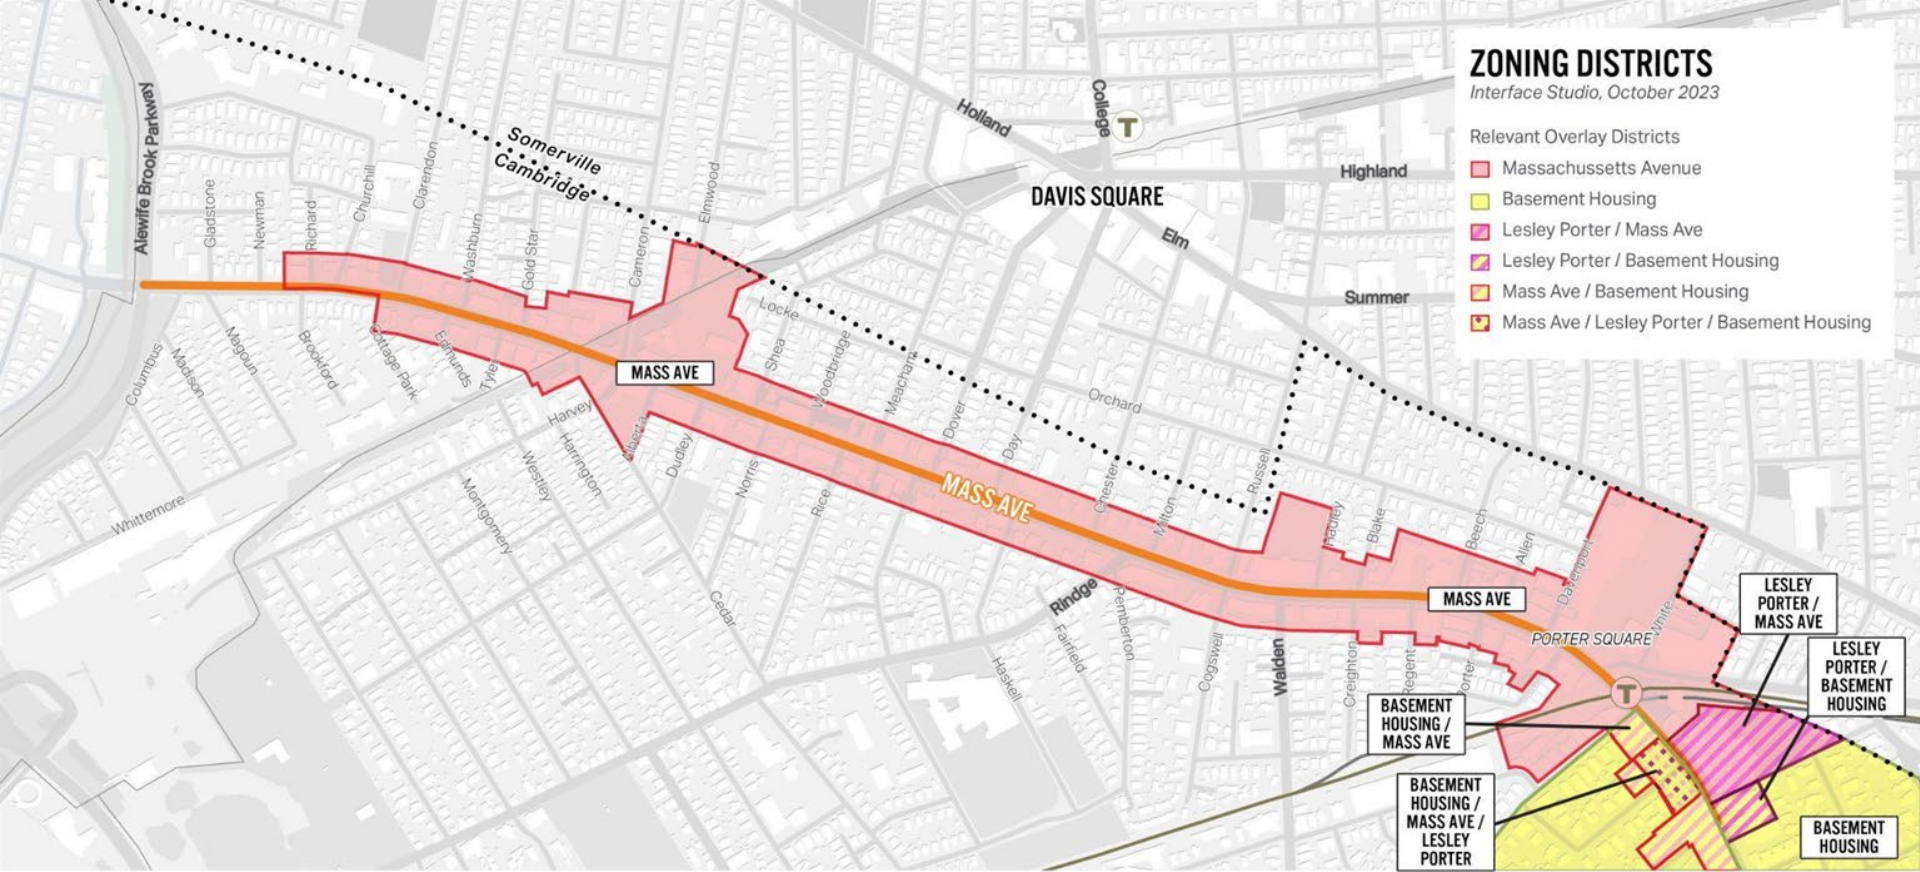 ZONING DISTRICTS
Interface Studio, October 2023
Relevant Overlay Districts
Massachussetts Avenue
Basement Housing
Lesley Porter / Mass Ave
Lesley Porter / Basement Housing
Mass Ave / Basement Housing
Mass Ave / Lesley Porter / Basement Housing
Alewife Brook Parkway
Somerville
Cambridge
Holland
College
T
DAVIS SQUARE
Highland
Elm
Summer
Gladstone
Newman
Richard
Churchill
Clarendon
Washburn
Gold Star
Cameron
Elmwood
Locke
Shea
Woodbridge
Meacham
Dover
Day
Orchard
Chester
Milton
Russell
Hadley
Blake
Beech
Allen
Davenport
White
Columbus
Madison
Magoun
Brookford
Cottage Park
Edmunds
Tyler
Harvey
Harrington
Westley
Montgomery
Whittemore
Alberta
Dudley
Norris
Rice
Cedar
Rindge
Haskell
Fairfield
Pemberton
Cogswell
Walden
Creighton
Regent
Porter
MASS AVE
MASS AVE
MASS AVE
PORTER SQUARE
T
LESLEY
PORTER /
MASS AVE
LESLEY
PORTER /
BASEMENT
HOUSING
BASEMENT
HOUSING /
MASS AVE
BASEMENT
HOUSING /
MASS AVE /
LESLEY
PORTER
BASEMENT
HOUSING